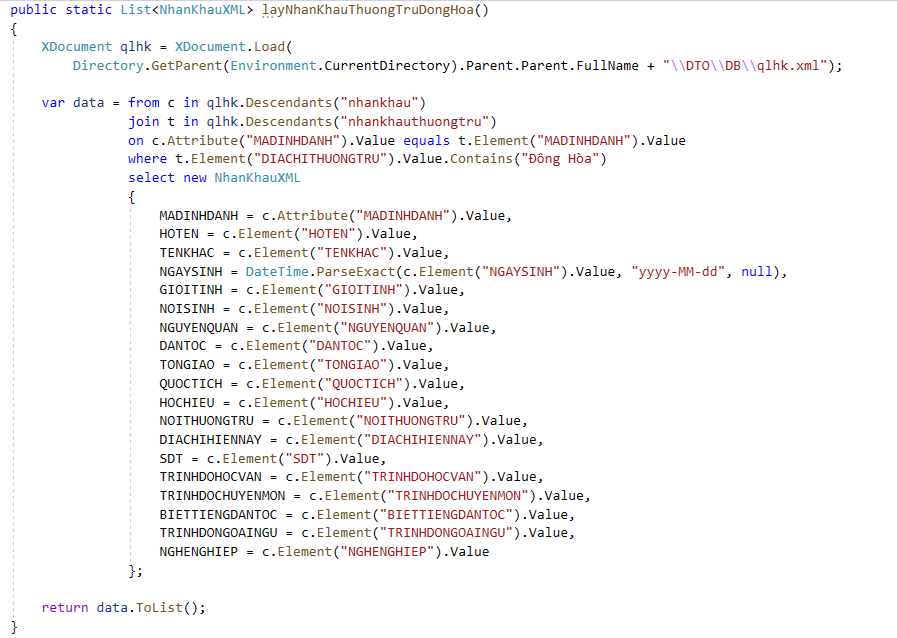 public static List<NhanKhauXML> layNhanKhauThuongTruDongHoa()
{
    XDocument qlhk = XDocument.Load(
        Directory.GetParent(Environment.CurrentDirectory).Parent.Parent.FullName + "\\DTO\\DB\\qlhk.xml");

    var data = from c in qlhk.Descendants("nhankhau")
               join t in qlhk.Descendants("nhankhauthuongtru")
               on c.Attribute("MADINHDANH").Value equals t.Element("MADINHDANH").Value
               where t.Element("DIACHITHUONGTRU").Value.Contains("Đông Hòa")
               select new NhanKhauXML
               {
                   MADINHDANH = c.Attribute("MADINHDANH").Value,
                   HOTEN = c.Element("HOTEN").Value,
                   TENKHAC = c.Element("TENKHAC").Value,
                   NGAYSINH = DateTime.ParseExact(c.Element("NGAYSINH").Value, "yyyy-MM-dd", null),
                   GIOITINH = c.Element("GIOITINH").Value,
                   NOISINH = c.Element("NOISINH").Value,
                   NGUYENQUAN = c.Element("NGUYENQUAN").Value,
                   DANTOC = c.Element("DANTOC").Value,
                   TONGIAO = c.Element("TONGIAO").Value,
                   QUOCTICH = c.Element("QUOCTICH").Value,
                   HOCHIEU = c.Element("HOCHIEU").Value,
                   NOITHUONGTRU = c.Element("NOITHUONGTRU").Value,
                   DIACHIHIENNAY = c.Element("DIACHIHIENNAY").Value,
                   SDT = c.Element("SDT").Value,
                   TRINHDOHOCVAN = c.Element("TRINHDOHOCVAN").Value,
                   TRINHDOCHUYENMON = c.Element("TRINHDOCHUYENMON").Value,
                   BIETTIENGDANTOC = c.Element("BIETTIENGDANTOC").Value,
                   TRINHDONGOAINGU = c.Element("TRINHDONGOAINGU").Value,
                   NGHENGHIEP = c.Element("NGHENGHIEP").Value
               };

    return data.ToList();
}